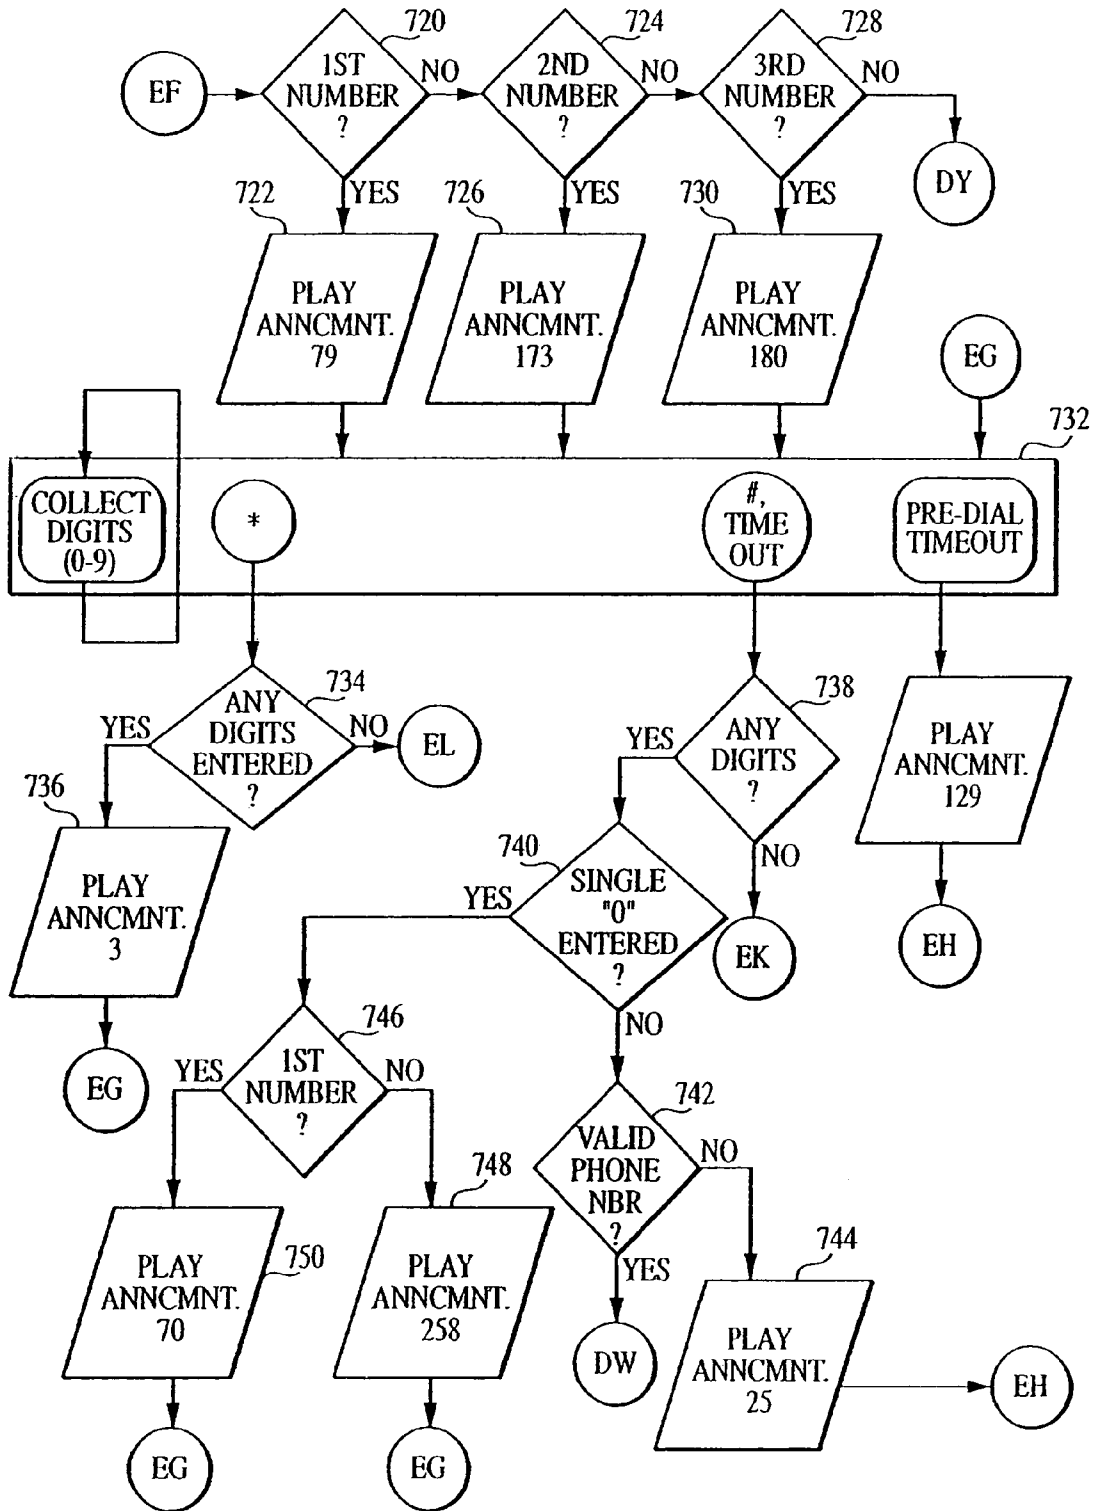 720
724
728
EF
1ST
NUMBER
?
NO
2ND
NUMBER
?
NO
3RD
NUMBER
?
NO
DY
722
YES
726
YES
730
YES
PLAY
ANNCMNT.
79
PLAY
ANNCMNT.
173
PLAY
ANNCMNT.
180
EG
732
COLLECT
DIGITS
(0-9)
*
#,
TIME
OUT
PRE-DIAL
TIMEOUT
734
YES
ANY
DIGITS
ENTERED
?
NO
EL
738
YES
ANY
DIGITS
?
NO
PLAY
ANNCMNT.
129
736
PLAY
ANNCMNT.
3
740
YES
SINGLE
"0"
ENTERED
?
NO
EK
EH
746
YES
1ST
NUMBER
?
NO
EG
742
VALID
PHONE
NBR
?
NO
YES
748
750
PLAY
ANNCMNT.
70
PLAY
ANNCMNT.
258
744
DW
PLAY
ANNCMNT.
25
EH
EG
EG